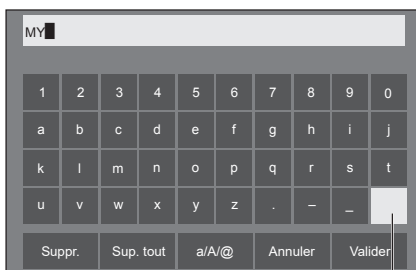 MY
1 2 3 4 5 6 7 8 9 0
a b c d e f g h i j
k l m n o p q r s t
u v w x y z . – _
Suppr. Sup. tout a/A/@ Annuler Valider